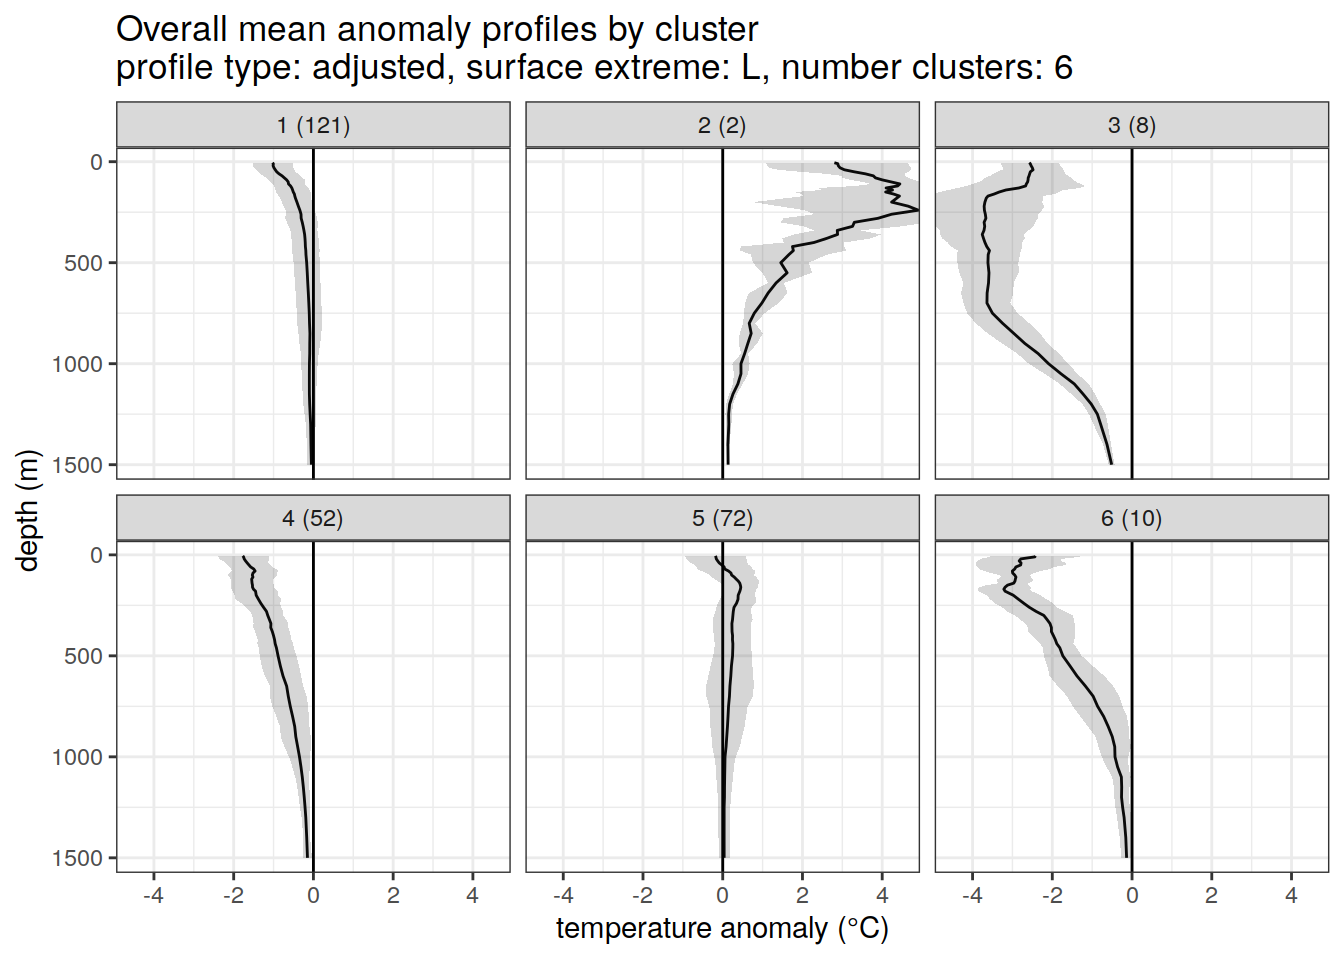 Overall mean anomaly profiles by cluster
profile type: adjusted, surface extreme: L, number clusters: 6
1 (121)
2 (2)
3 (8)
0
500
1000
1500
4 (52)
5 (72)
6 (10)
0
500
1000
1500
depth (m)
-4 -2 0 2 4
-4 -2 0 2 4
-4 -2 0 2 4
temperature anomaly (°C)